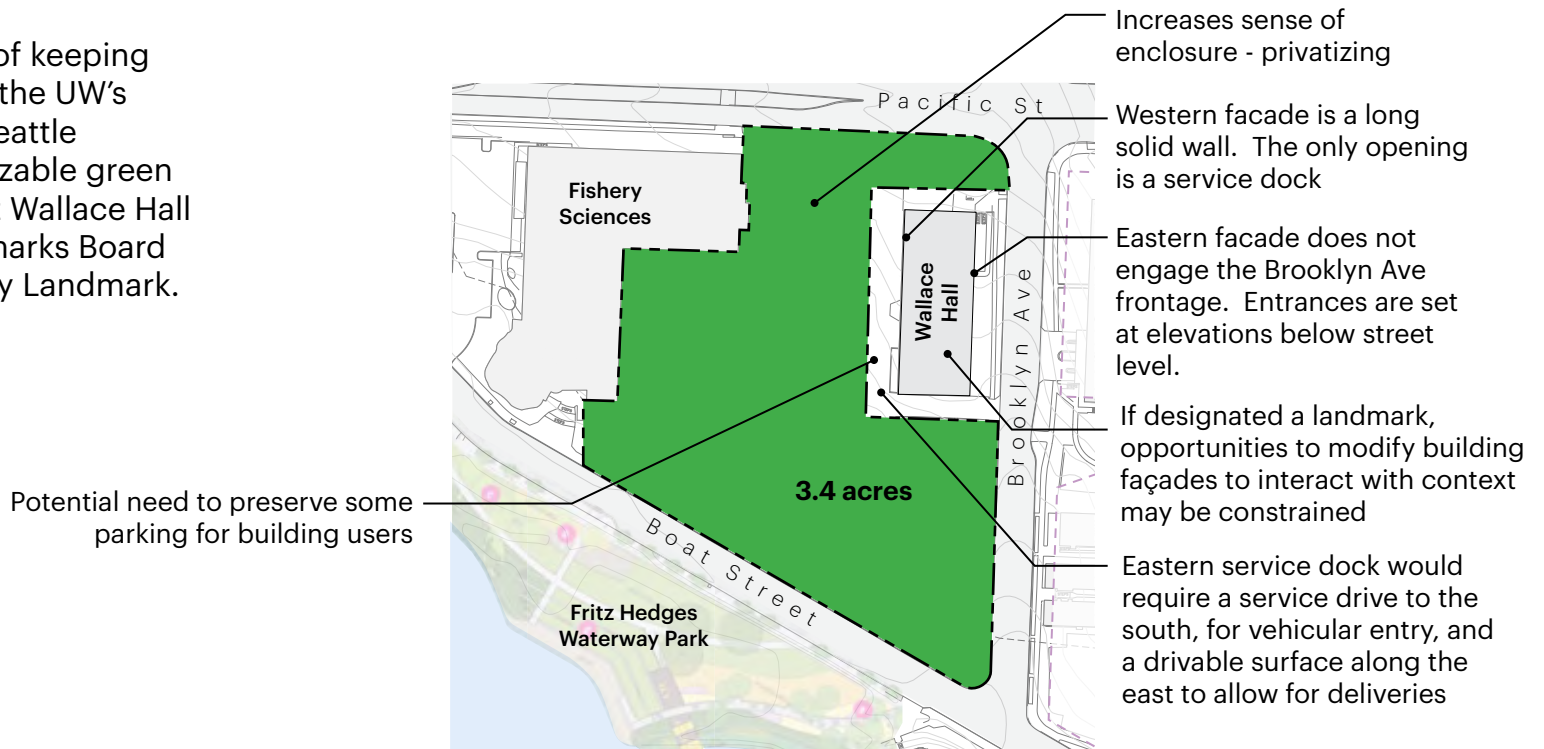 of keeping
the UW's
eattle
zable green
t Wallace Hall
marks Board
y Landmark.
Increases sense of
enclosure - privatizing
Pacific St
Western facade is a long
solid wall.  The only opening
is a service dock
Fishery
Sciences
Eastern facade does not
engage the Brooklyn Ave
frontage.  Entrances are set
at elevations below street
level.
Wallace
Hall
Brooklyn Ave
If designated a landmark,
opportunities to modify building
façades to interact with context
may be constrained
3.4 acres
Potential need to preserve some
parking for building users
Boat Street
Eastern service dock would
require a service drive to the
south, for vehicular entry, and
a drivable surface along the
east to allow for deliveries
Fritz Hedges
Waterway Park